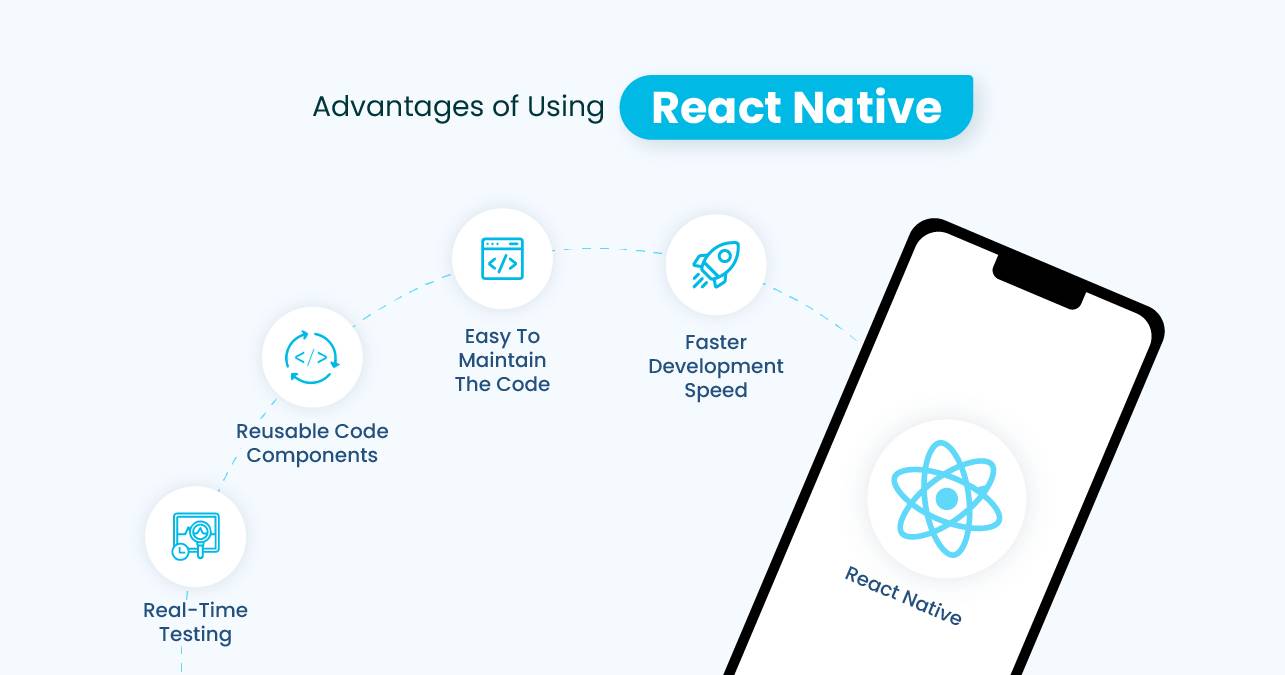 Advantages of Using React Native
Easy To
Maintain
The Code
Faster
Development
Speed
Reusable Code
Components
Real-Time
Testing
React Native